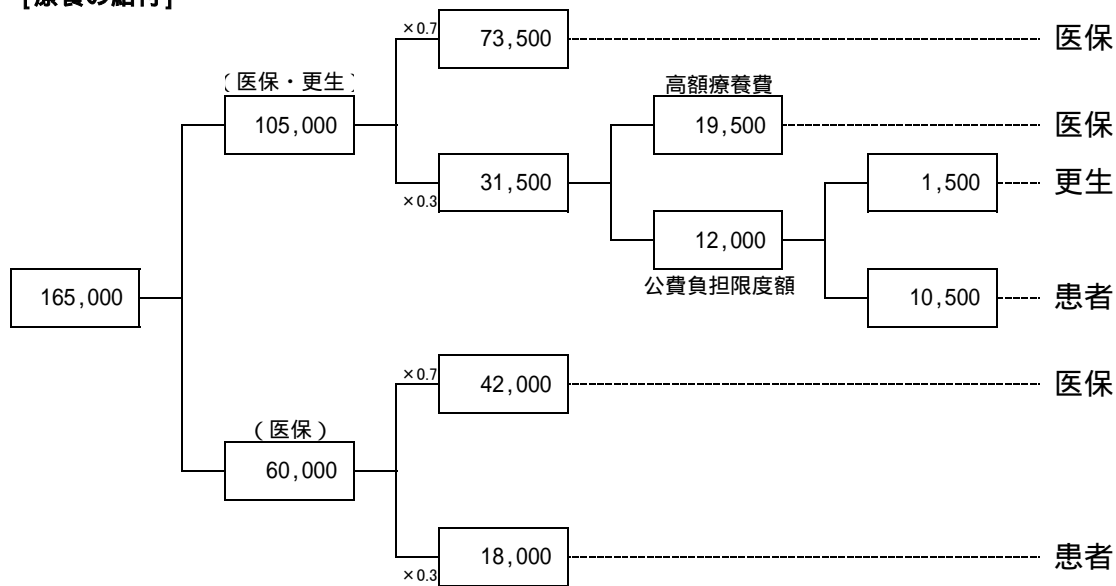 [療養の給付]
×0.7 73,500 医保
(医保・更生)
105,000
高額療養費
19,500 医保
×0.3 31,500
1,500 更生
12,000
公費負担限度額
10,500 患者
165,000
×0.7 42,000 医保
(医保)
60,000
×0.3 18,000 患者